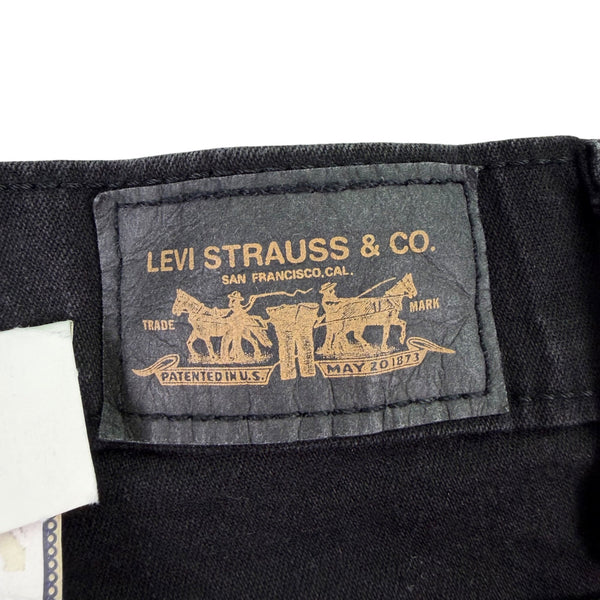 LEVI STRAUSS & CO.
SAN FRANCISCO, CAL.
TRADE MARK
PATENTED IN U.S. MAY 20 1873